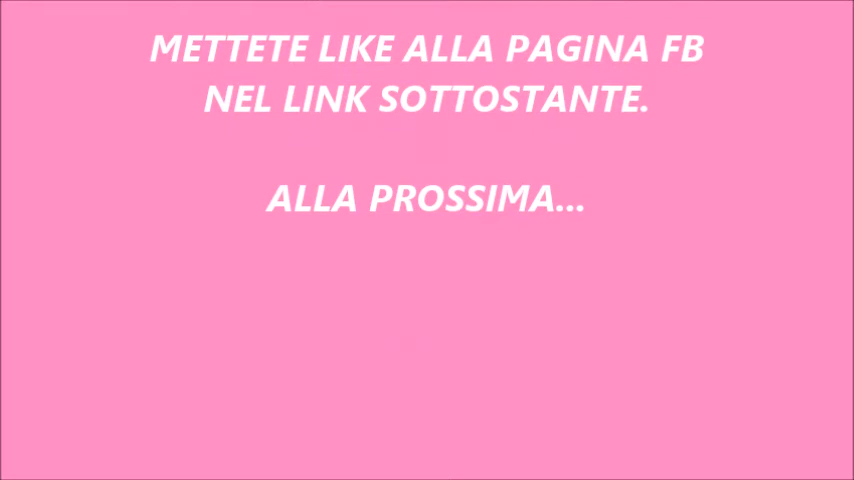 METTETE LIKE ALLA PAGINA FB
NEL LINK SOTTOSTANTE.
ALLA PROSSIMA...